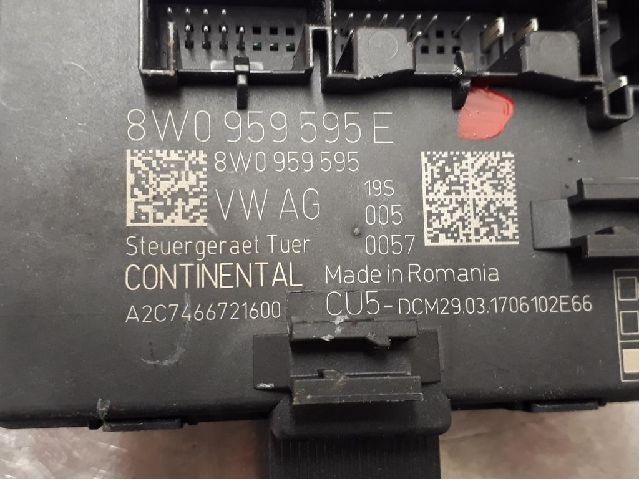 8W0 959 595 E
8W0 959 595
VW AG
19S
005
0057
Steuergeraet Tuer
CONTINENTAL Made in Romania
A2C7466721600 CU5-DCM29.03.1706102E66